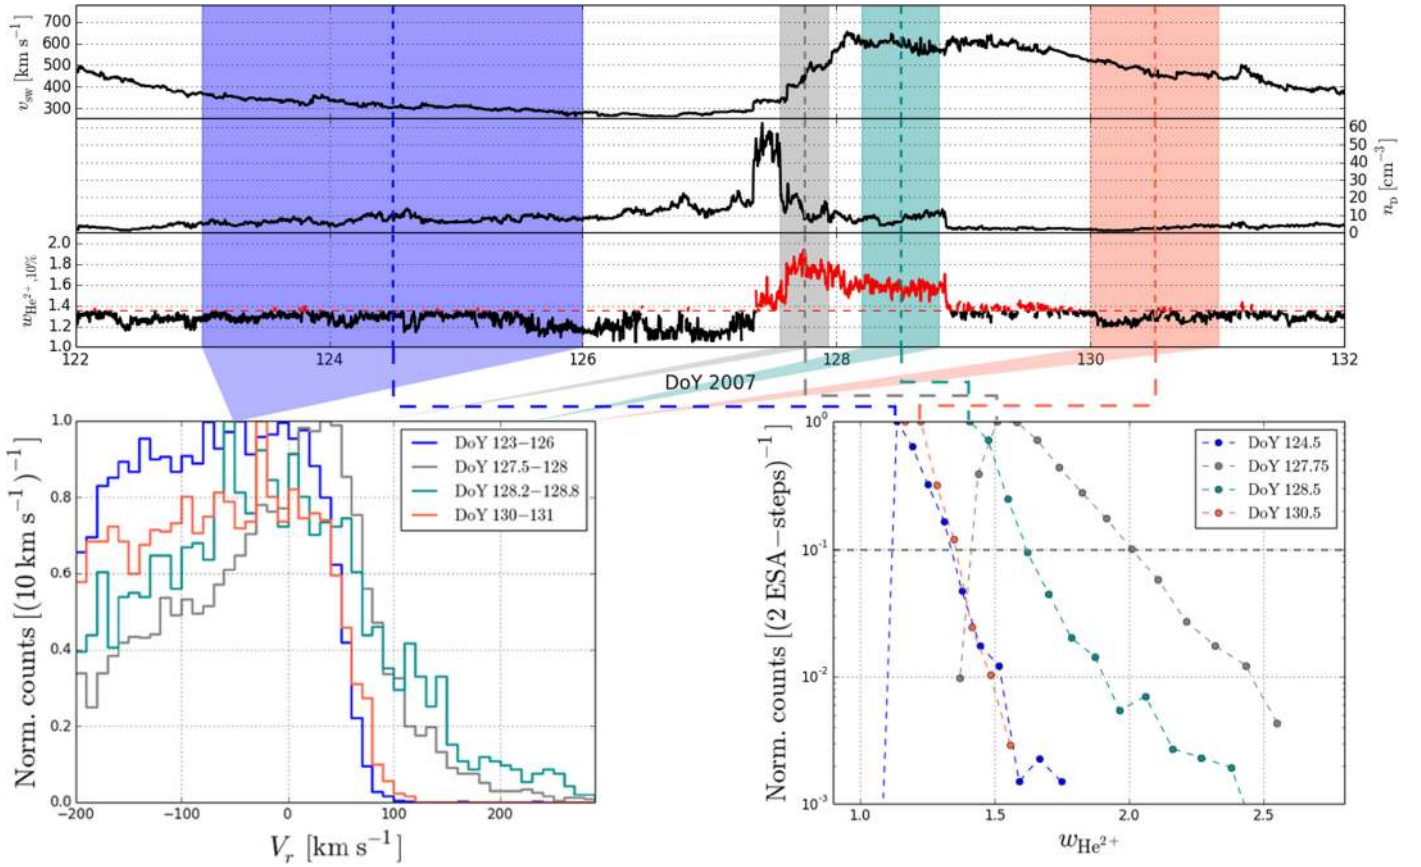 700
600
500
400
300
v_sw [km s⁻¹]
60
50
40
30
20
10
0
n_p [cm⁻³]
2.0
1.8
1.6
1.4
1.2
1.0
w_He²⁺,10%
122 124 126 128 130 132
DoY 2007
1.0
0.8
0.6
0.4
0.2
0.0
Norm. counts [(10 km s⁻¹)⁻¹]
DoY 123−126
DoY 127.5−128
DoY 128.2−128.8
DoY 130−131
−200 −100 0 100 200
V_r [km s⁻¹]
10⁰
10⁻¹
10⁻²
10⁻³
Norm. counts [(2 ESA−steps)⁻¹]
DoY 124.5
DoY 127.75
DoY 128.5
DoY 130.5
1.0 1.5 2.0 2.5
w_He²⁺